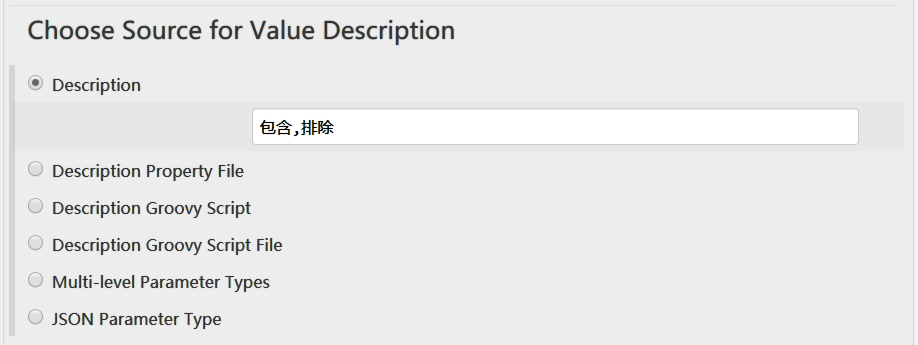 Choose Source for Value Description
Description
包含,排除
Description Property File
Description Groovy Script
Description Groovy Script File
Multi-level Parameter Types
JSON Parameter Type